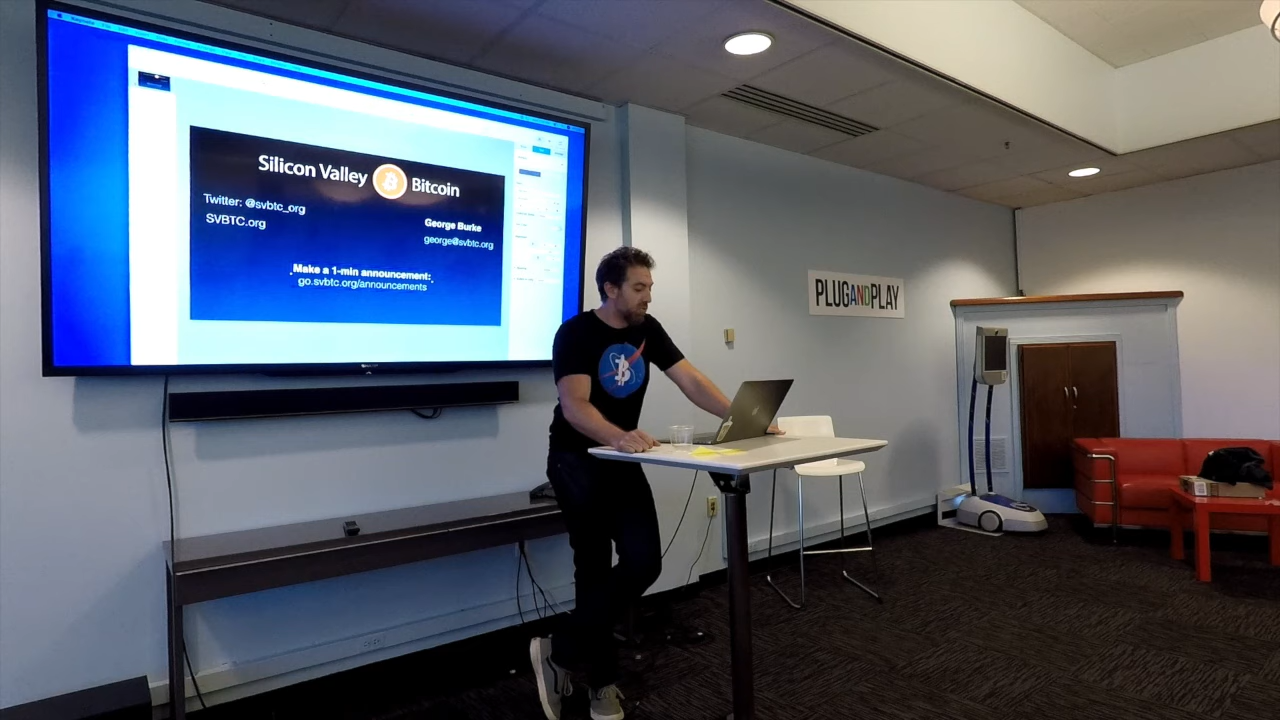 Silicon Valley Bitcoin
Twitter: @svbtc_org
SVBTC.org
George Burke
george@svbtc.org
Make a 1-min announcement:
go.svbtc.org/announcements
PLUGANDPLAY